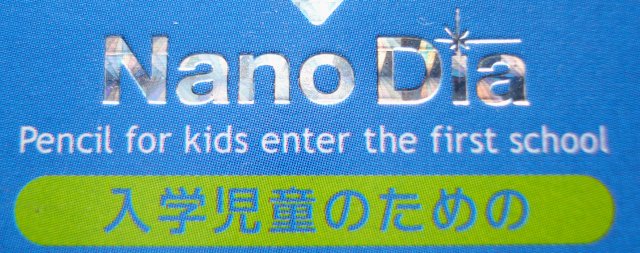 Nano Dia
Pencil for kids enter the first school
入学児童のための